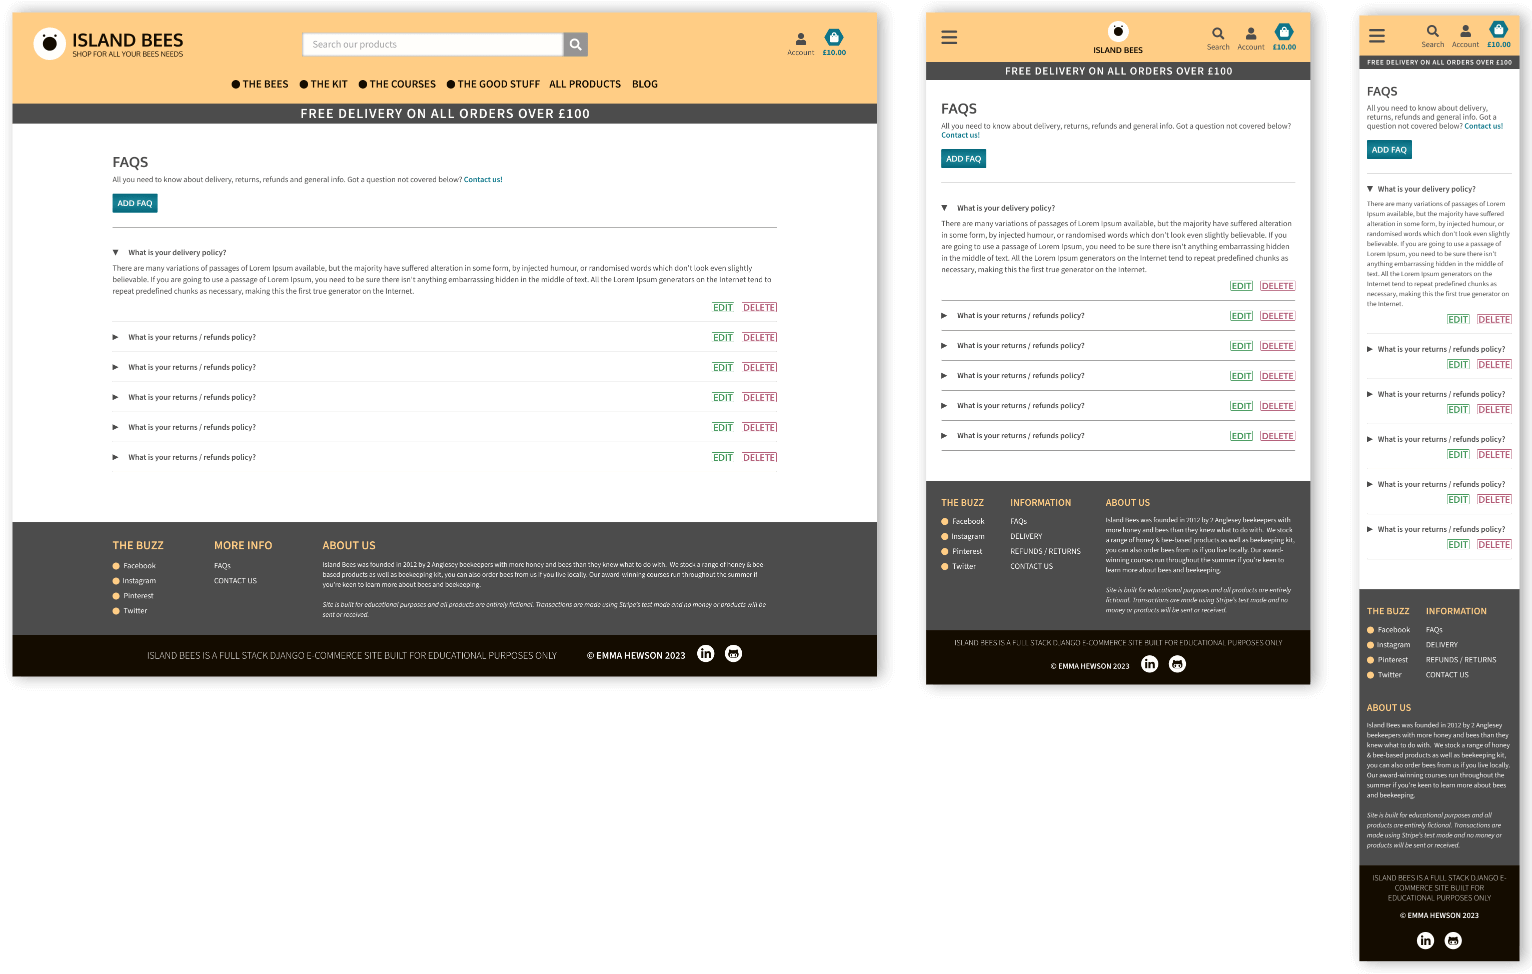 ISLAND BEES
SHOP FOR ALL YOUR BEES NEEDS
Search our products
Account
£10.00
THE BEES
THE KIT
THE COURSES
THE GOOD STUFF
ALL PRODUCTS
BLOG
FREE DELIVERY ON ALL ORDERS OVER £100
FAQS
All you need to know about delivery, returns, refunds and general info. Got a question not covered below? Contact us!
ADD FAQ
What is your delivery policy?
There are many variations of passages of Lorem Ipsum available, but the majority have suffered alteration in some form, by injected humour, or randomised words which don't look even slightly
believable. If you are going to use a passage of Lorem Ipsum, you need to be sure there isn't anything embarrassing hidden in the middle of text. All the Lorem Ipsum generators on the Internet tend to
repeat predefined chunks as necessary, making this the first true generator on the Internet.
EDIT DELETE
What is your returns / refunds policy? EDIT DELETE
What is your returns / refunds policy? EDIT DELETE
What is your returns / refunds policy? EDIT DELETE
What is your returns / refunds policy? EDIT DELETE
What is your returns / refunds policy? EDIT DELETE
THE BUZZ
Facebook
Instagram
Pinterest
Twitter
MORE INFO
FAQs
CONTACT US
ABOUT US
Island Bees was founded in 2012 by 2 Anglesey beekeepers with more honey and bees than they knew what to do with. We stock a range of honey & bee-
based products as well as beekeeping kit, you can also order bees from us if you live locally. Our award-winning courses run throughout the summer if
you're keen to learn more about bees and beekeeping.
Site is built for educational purposes and all products are entirely fictional. Transactions are made using Stripe's test mode and no money or products will be
sent or received.
ISLAND BEES IS A FULL STACK DJANGO E-COMMERCE SITE BUILT FOR EDUCATIONAL PURPOSES ONLY
© EMMA HEWSON 2023
in
ISLAND BEES
Search
Account
£10.00
FREE DELIVERY ON ALL ORDERS OVER £100
FAQS
All you need to know about delivery, returns, refunds and general info. Got a question not covered below?
Contact us!
ADD FAQ
What is your delivery policy?
There are many variations of passages of Lorem Ipsum available, but the majority have suffered alteration
in some form, by injected humour, or randomised words which don't look even slightly believable. If you
are going to use a passage of Lorem Ipsum, you need to be sure there isn't anything embarrassing hidden
in the middle of text. All the Lorem Ipsum generators on the Internet tend to repeat predefined chunks as
necessary, making this the first true generator on the Internet.
EDIT DELETE
What is your returns / refunds policy? EDIT DELETE
What is your returns / refunds policy? EDIT DELETE
What is your returns / refunds policy? EDIT DELETE
What is your returns / refunds policy? EDIT DELETE
What is your returns / refunds policy? EDIT DELETE
THE BUZZ
Facebook
Instagram
Pinterest
Twitter
INFORMATION
FAQs
DELIVERY
REFUNDS / RETURNS
CONTACT US
ABOUT US
Island Bees was founded in 2012 by 2 Anglesey beekeepers with
more honey and bees than they knew what to do with. We stock
a range of honey & bee-based products as well as beekeeping kit,
you can also order bees from us if you live locally. Our award-
winning courses run throughout the summer if you're keen to
learn more about bees and beekeeping.
Site is built for educational purposes and all products are entirely
fictional. Transactions are made using Stripe's test mode and no
money or products will be sent or received.
ISLAND BEES IS A FULL STACK DJANGO E-COMMERCE SITE BUILT FOR EDUCATIONAL PURPOSES ONLY
© EMMA HEWSON 2023
in
Search
Account
£10.00
FREE DELIVERY ON ALL ORDERS OVER £100
FAQS
All you need to know about delivery,
returns, refunds and general info. Got a
question not covered below? Contact us!
ADD FAQ
What is your delivery policy?
There are many variations of passages of Lorem
Ipsum available, but the majority have suffered
alteration in some form, by injected humour, or
randomised words which don't look even slightly
believable. If you are going to use a passage of
Lorem Ipsum, you need to be sure there isn't
anything embarrassing hidden in the middle of
text. All the Lorem Ipsum generators on the
Internet tend to repeat predefined chunks as
necessary, making this the first true generator on
the Internet.
EDIT DELETE
What is your returns / refunds policy?
EDIT DELETE
What is your returns / refunds policy?
EDIT DELETE
What is your returns / refunds policy?
EDIT DELETE
What is your returns / refunds policy?
EDIT DELETE
What is your returns / refunds policy?
EDIT DELETE
THE BUZZ
Facebook
Instagram
Pinterest
Twitter
INFORMATION
FAQs
DELIVERY
REFUNDS / RETURNS
CONTACT US
ABOUT US
Island Bees was founded in 2012 by 2 Anglesey
beekeepers with more honey and bees than they
knew what to do with. We stock a range of honey
& bee-based products as well as beekeeping kit,
you can also order bees from us if you live locally.
Our award-winning courses run throughout the
summer if you're keen to learn more about bees
and beekeeping.
Site is built for educational purposes and all
products are entirely fictional. Transactions are
made using Stripe's test mode and no money or
products will be sent or received.
ISLAND BEES IS A FULL STACK DJANGO E-
COMMERCE SITE BUILT FOR
EDUCATIONAL PURPOSES ONLY
© EMMA HEWSON 2023
in